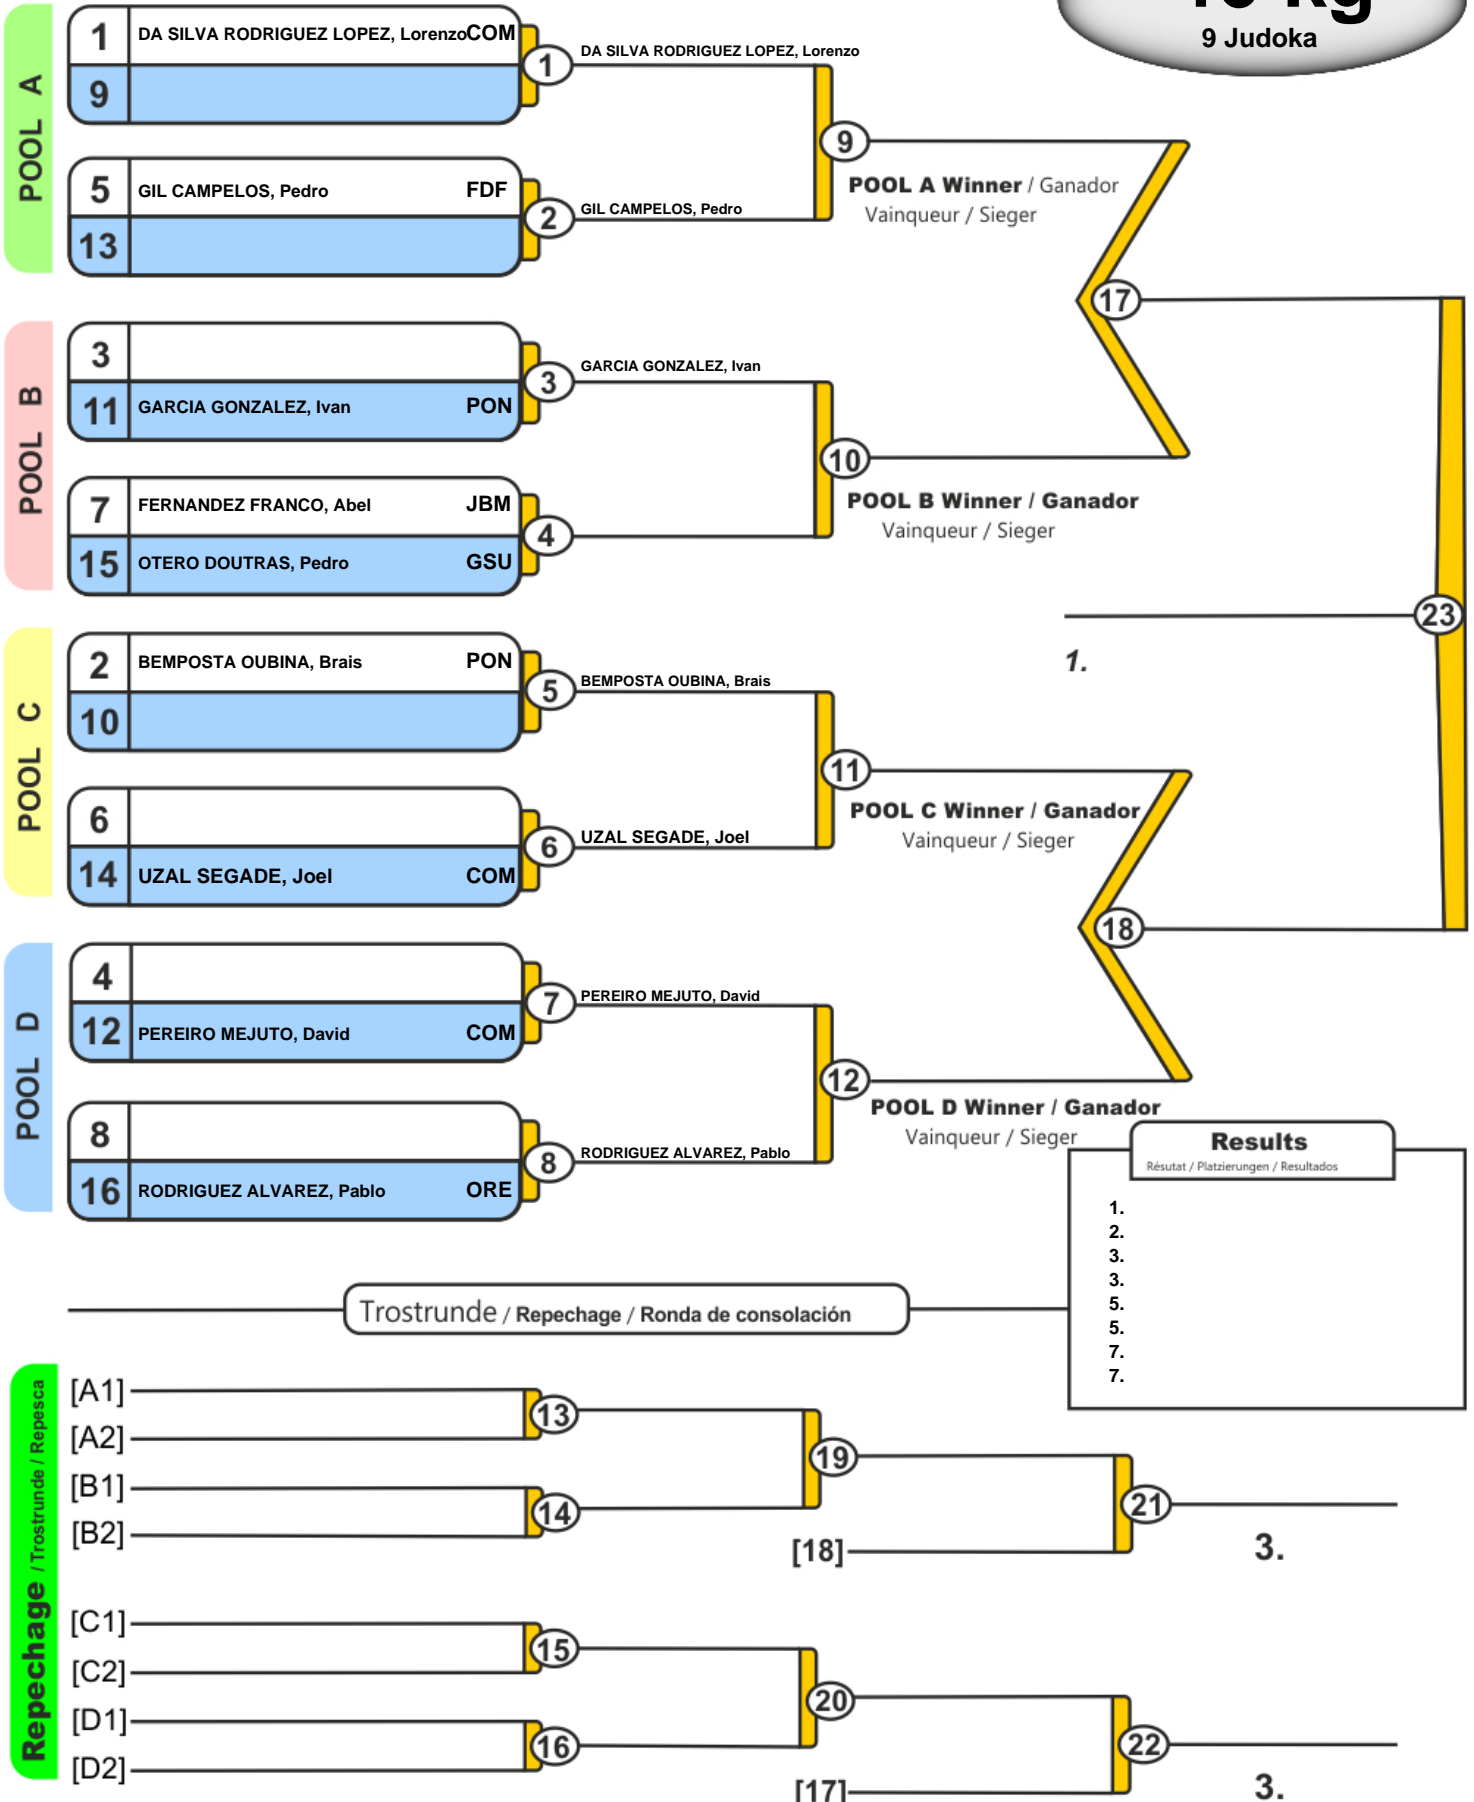 kg
9 Judoka
POOL A
1 DA SILVA RODRIGUEZ LOPEZ, Lorenzo COM
9
1
DA SILVA RODRIGUEZ LOPEZ, Lorenzo
5 GIL CAMPELOS, Pedro FDF
13
2
GIL CAMPELOS, Pedro
9
POOL A Winner / Ganador
Vainqueur / Sieger
17
POOL B
3
11 GARCIA GONZALEZ, Ivan PON
3
GARCIA GONZALEZ, Ivan
7 FERNANDEZ FRANCO, Abel JBM
15 OTERO DOUTRAS, Pedro GSU
4
10
POOL B Winner / Ganador
Vainqueur / Sieger
23
1.
POOL C
2 BEMPOSTA OUBINA, Brais PON
10
5
BEMPOSTA OUBINA, Brais
6
14 UZAL SEGADE, Joel COM
6
UZAL SEGADE, Joel
11
POOL C Winner / Ganador
Vainqueur / Sieger
18
POOL D
4
12 PEREIRO MEJUTO, David COM
7
PEREIRO MEJUTO, David
8
16 RODRIGUEZ ALVAREZ, Pablo ORE
8
RODRIGUEZ ALVAREZ, Pablo
12
POOL D Winner / Ganador
Vainqueur / Sieger
Results
Résutat / Platzierungen / Resultados
1.
2.
3.
3.
5.
5.
7.
7.
Trostrunde / Repechage / Ronda de consolación
Repechage / Trostrunde / Repesca
[A1]
[A2]
13
[B1]
[B2]
14
19
[18]
21
3.
[C1]
[C2]
15
[D1]
[D2]
16
20
[17]
22
3.